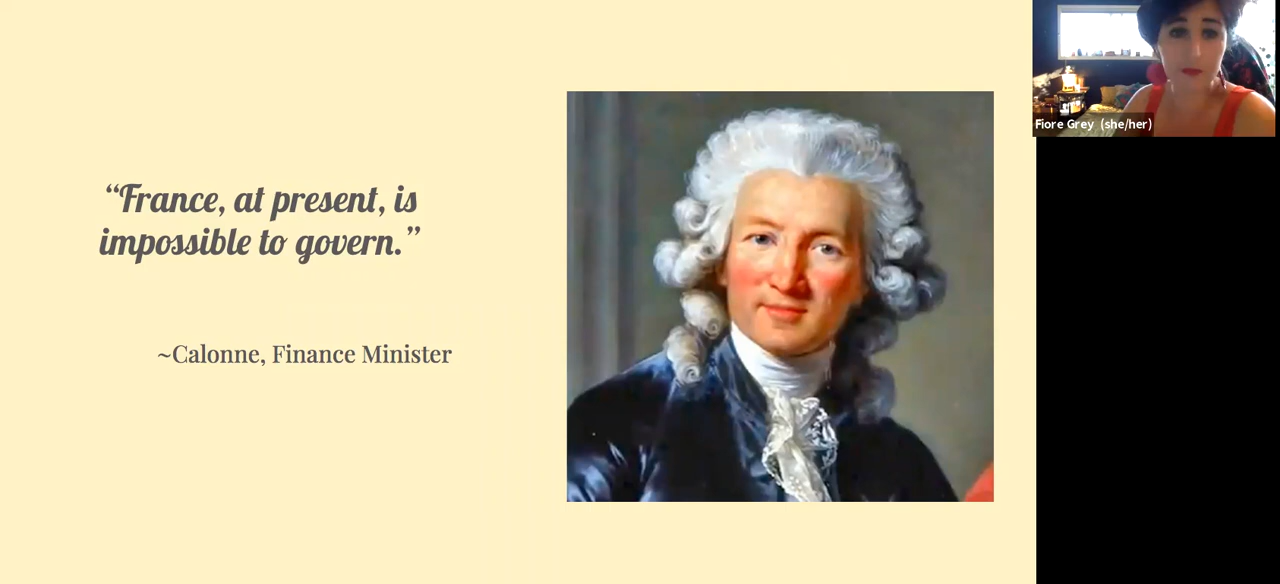 “France, at present, is
impossible to govern.”
~Calonne, Finance Minister
Fiore Grey (she/her)